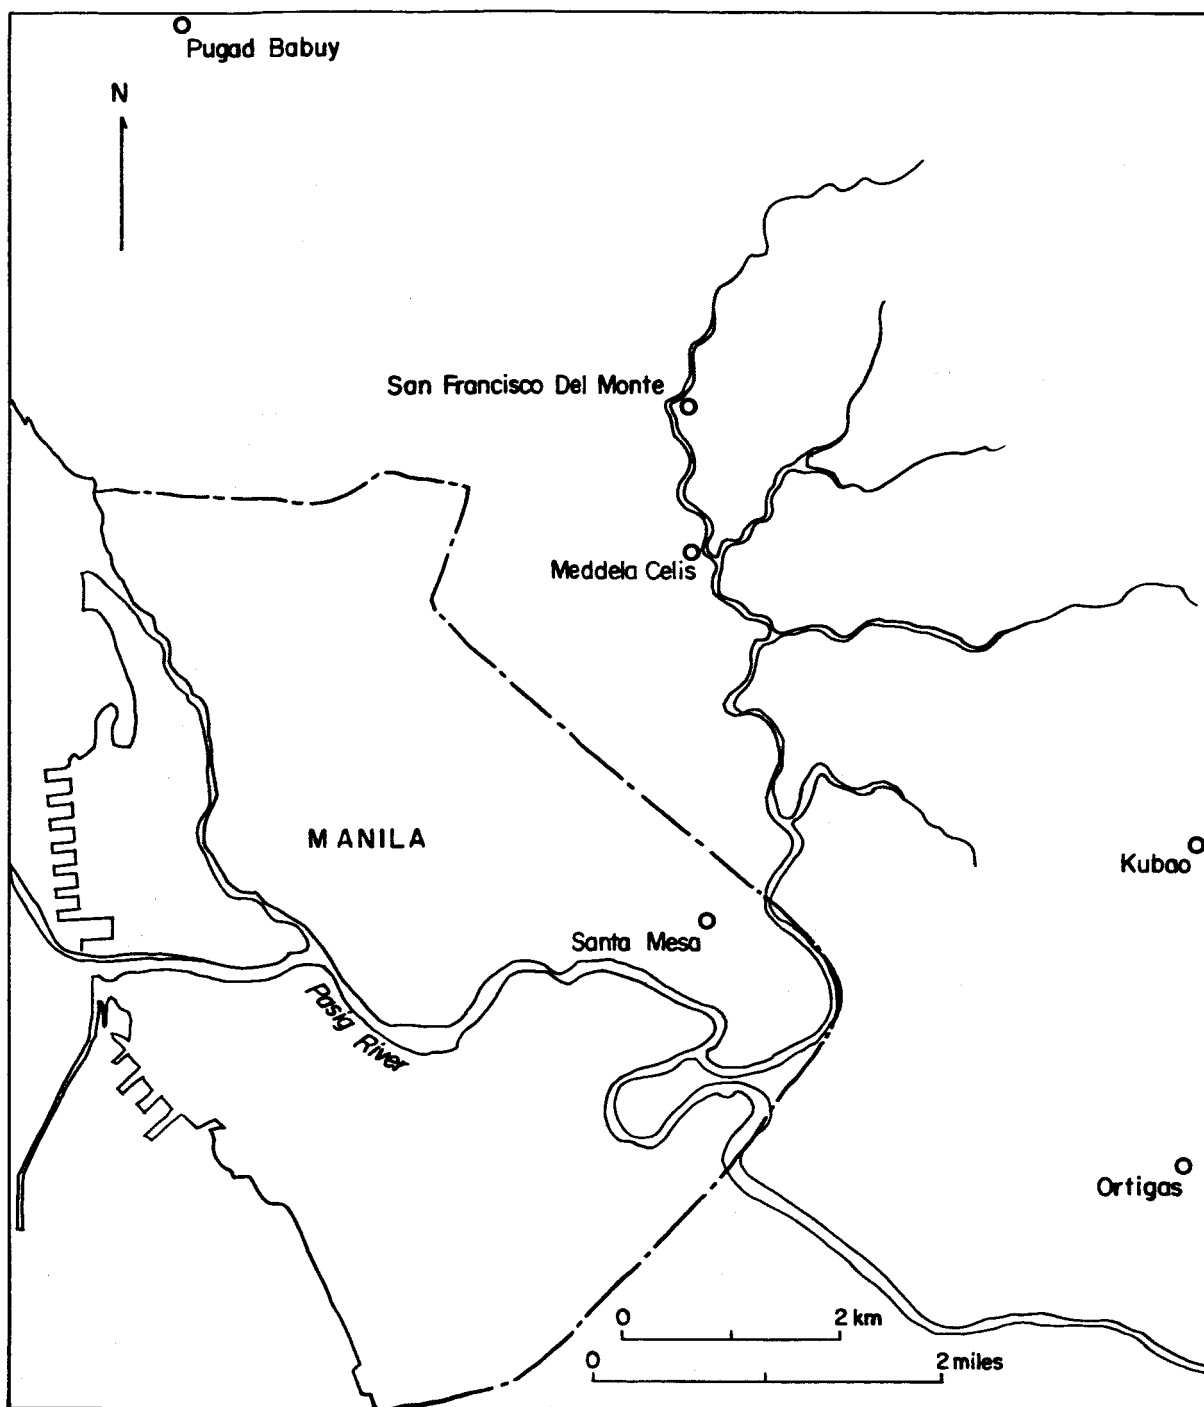 Pugad Babuy
N
San Francisco Del Monte
Meddela Celis
MANILA
Kubao
Santa Mesa
Pasig River
Ortigas
0 2 km
0 2 miles